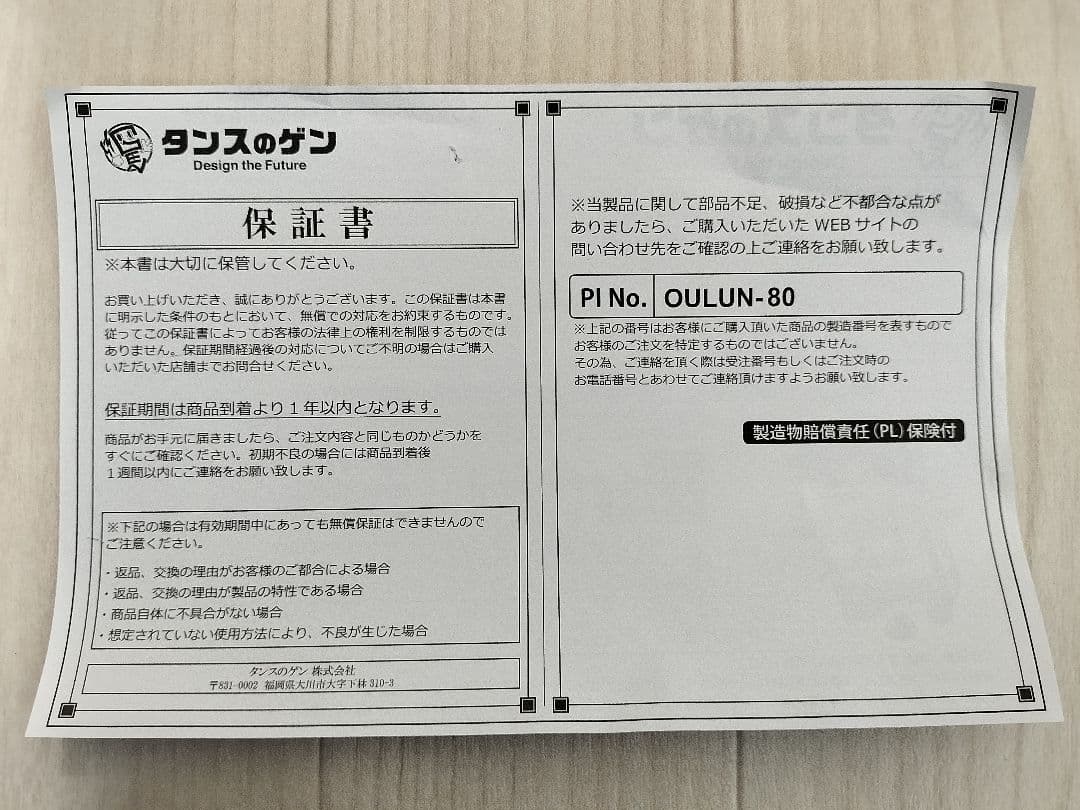 タンスのゲン
Design the Future
保証書
※本書は大切に保管してください。
お買い上げいただき、誠にありがとうございます。この保証書は本書
に明示した条件のもとにおいて、無償での対応をお約束するものです。
従ってこの保証書によってお客様の法律上の権利を制限するものでは
ありません。保証期間経過後の対応についてご不明の場合はご購入
いただいた店舗までお問合せください。
保証期間は商品到着より1年以内となります。
商品がお手元に届きましたら、ご注文内容と同じものかどうかを
すぐにご確認ください。初期不良の場合には商品到着後
1週間以内にご連絡をお願い致します。
※下記の場合は有効期間中にあっても無償保証はできませんので
ご注意ください。
・返品、交換の理由がお客様のご都合による場合
・返品、交換の理由が製品の特性である場合
・商品自体に不具合がない場合
・想定されていない使用方法により、不良が生じた場合
タンスのゲン 株式会社
〒831-0002 福岡県大川市大字下林 310-3
※当製品に関して部品不足、破損など不都合な点が
ありましたら、ご購入いただいた WEB サイトの
問い合わせ先をご確認の上ご連絡をお願い致します。
PI No. OULUN-80
※上記の番号はお客様にご購入頂いた商品の製造番号を表すもので
お客様のご注文を特定するものではございません。
その為、ご連絡を頂く際は受注番号もしくはご注文時の
お電話番号とあわせてご連絡頂けますようお願い致します。
製造物賠償責任(PL)保険付